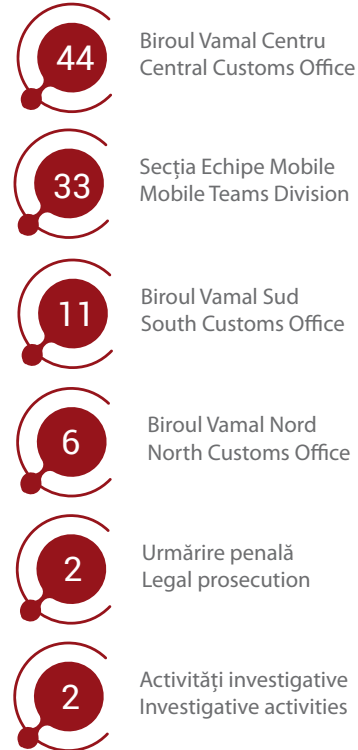 44
Biroul Vamal Centru
Central Customs Office
33
Secția Echipe Mobile
Mobile Teams Division
11
Biroul Vamal Sud
South Customs Office
6
Biroul Vamal Nord
North Customs Office
2
Urmărire penală
Legal prosecution
2
Activități investigative
Investigative activities